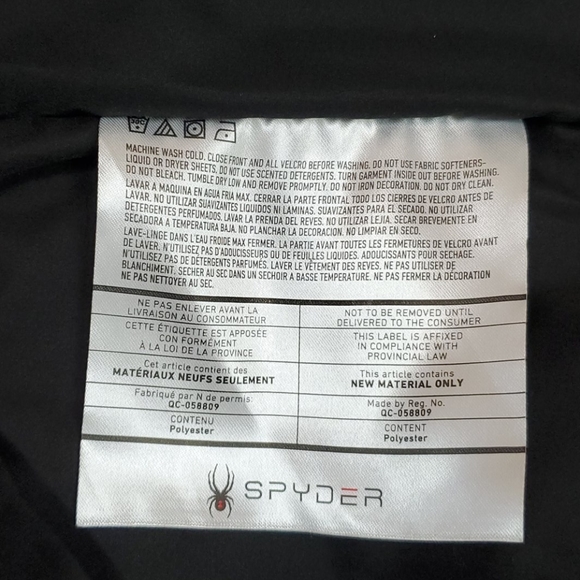 30C
MACHINE WASH COLD. CLOSE FRONT AND ALL VELCRO BEFORE WASHING. DO NOT USE FABRIC SOFTENERS-
LIQUID OR DRYER SHEETS. DO NOT USE SCENTED DETERGENTS. TURN GARMENT INSIDE OUT BEFORE WASHING.
DO NOT BLEACH. TUMBLE DRY LOW AND REMOVE PROMPTLY. DO NOT IRON DECORATION. DO NOT DRY CLEAN.
LAVAR A MAQUINA EN AGUA FRIA MAX. CERRAR LA PARTE FRONTAL TODO LOS CIERRES DE VELCRO ANTES DE
LAVAR. NO UTILIZAR SUAVIZANTES LIQUIDOS NI LAMINAS. SUAVIZANTES PARA EL SECADO. NO UTILIZAR
DETERGENTES PERFUMADOS. LAVAR LA PRENDA DEL REVES. NO UTILIZAR LEJIA. SECAR BREVEMENTE EN
SECADORA A TEMPERATURA BAJA. NO PLANCHAR LA DECORACION. NO LIMPIAR EN SECO.
LAVE-LINGE DANS L'EAU FROIDE MAX FERMER. LA PARTIE AVANT TOUTES LES FERMETURES DE VELCRO AVANT
DE LAVER. N'UTILISEZ PAS D'ADOUCISSEURS OU DE FEUILLES LIQUIDES. ADOUCISSANTS POUR SECHAGE.
N'UTILISEZ PAS DE DETERGENTS PARFUMÉS. LAVER LE VÊTEMENT DES REVES. NE PAS UTILISER DE
BLANCHIMENT. SECHER AU SEC DANS UN SECHOIR A BASSE TEMPERATURE. NE PAS FERMER LA DÉCORATION
NE PAS NETTOYER AU SEC.
NE PAS ENLEVER AVANT LA
LIVRAISON AU CONSOMMATEUR
NOT TO BE REMOVED UNTIL
DELIVERED TO THE CONSUMER
CETTE ÉTIQUETTE EST APPOSÉE
CON FORMÉMENT
À LA LOI DE LA PROVINCE
THIS LABEL IS AFFIXED
IN COMPLIANCE WITH
PROVINCIAL LAW
Cet article contient des
MATÉRIAUX NEUFS SEULEMENT
This article contains
NEW MATERIAL ONLY
Fabriqué par N de permis:
QC-058809
Made by Reg. No.
QC-058809
CONTENU
Polyester
CONTENT
Polyester
SPYDER